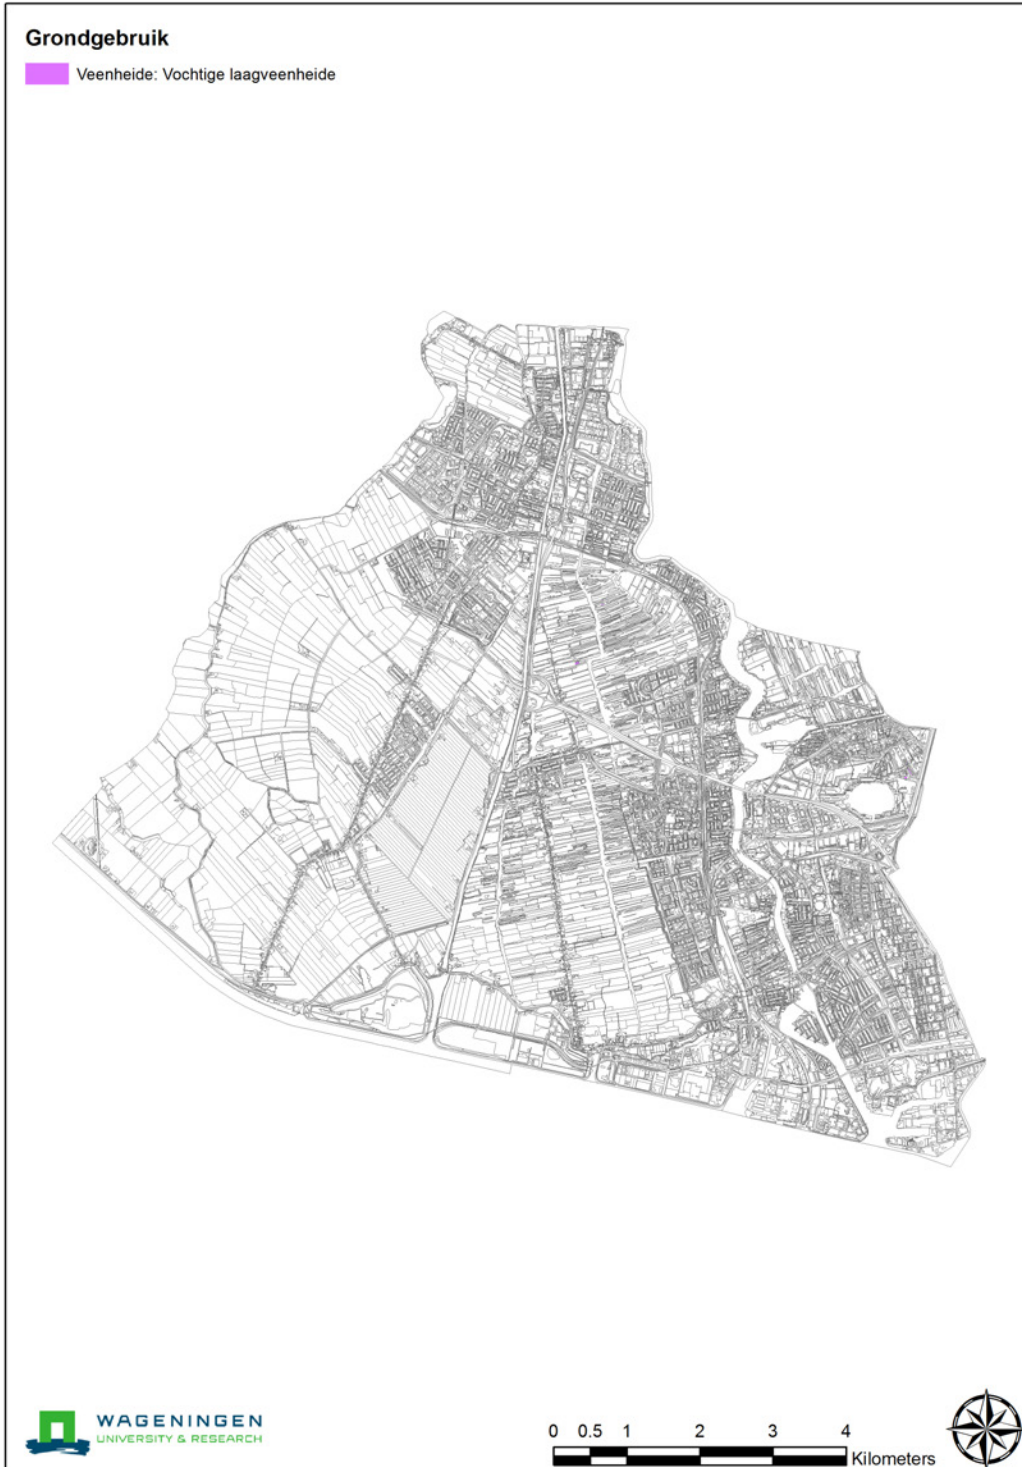 Grondgebruik
Veenheide: Vochtige laagveenheide
WAGENINGEN
UNIVERSITY & RESEARCH
0 0.5 1 2 3 4
Kilometers